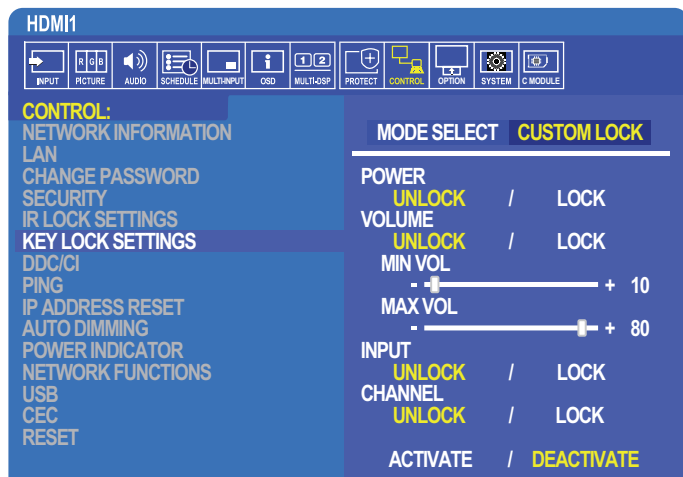 HDMI1
RGB 1 2
INPUT PICTURE AUDIO SCHEDULE MULTI-INPUT OSD MULTI-DSP PROTECT CONTROL OPTION SYSTEM C MODULE
CONTROL:
NETWORK INFORMATION
LAN
CHANGE PASSWORD
SECURITY
IR LOCK SETTINGS
KEY LOCK SETTINGS
DDC/CI
PING
IP ADDRESS RESET
AUTO DIMMING
POWER INDICATOR
NETWORK FUNCTIONS
USB
CEC
RESET
MODE SELECT CUSTOM LOCK
POWER
UNLOCK / LOCK
VOLUME
UNLOCK / LOCK
MIN VOL
- + 10
MAX VOL
- + 80
INPUT
UNLOCK / LOCK
CHANNEL
UNLOCK / LOCK
ACTIVATE / DEACTIVATE